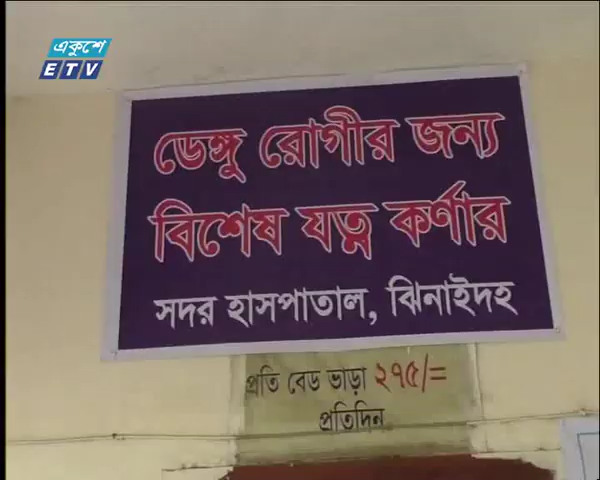 একুশে
ETV
ডেঙ্গু রোগীর জন্য
বিশেষ যত্ন কর্ণার
সদর হাসপাতাল, ঝিনাইদহ
প্রতি বেড ভাড়া ২৭৫/=
প্রতিদিন